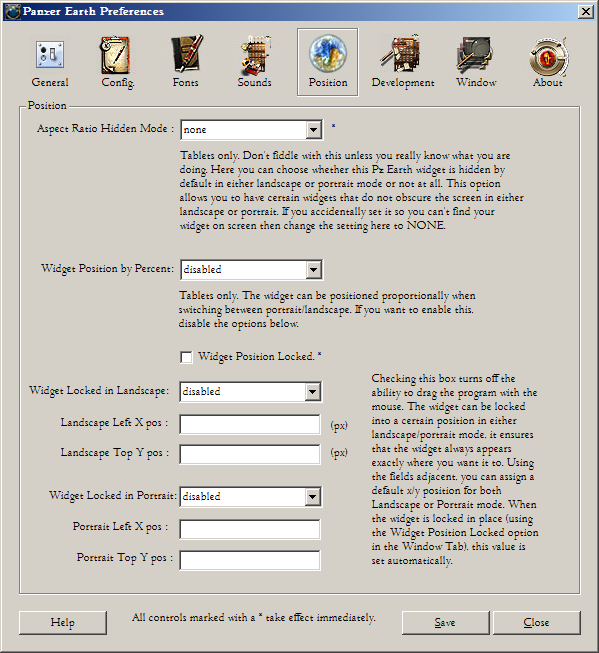 Panzer Earth Preferences
General Config. Fonts Sounds Position Development Window About
Position
Aspect Ratio Hidden Mode : none *
Tablets only. Don't fiddle with this unless you really know what you are
doing. Here you can choose whether this Pz Earth widget is hidden by
default in either landscape or portrait mode or not at all. This option
allows you to have certain widgets that do not obscure the screen in either
landscape or portrait. If you accidentally set it so you can't find your
widget on screen then change the setting here to NONE.
Widget Position by Percent: disabled
Tablets only. The widget can be positioned proportionally when
switching between portrait/landscape. If you want to enable this,
disable the options below.
Widget Position Locked. *
Widget Locked in Landscape: disabled
Landscape Left X pos : (px)
Landscape Top Y pos : (px)
Widget Locked in Portrait: disabled
Portrait Left X pos :
Portrait Top Y pos :
Checking this box turns off the
ability to drag the program with the
mouse. The widget can be locked
into a certain position in either
landscape/portrait mode, it ensures
that the widget always appears
exactly where you want it to. Using
the fields adjacent, you can assign a
default x/y position for both
Landscape or Portrait mode. When
the widget is locked in place (using
the Widget Position Locked option
in the Window Tab), this value is
set automatically.
Help All controls marked with a * take effect immediately. Save Close